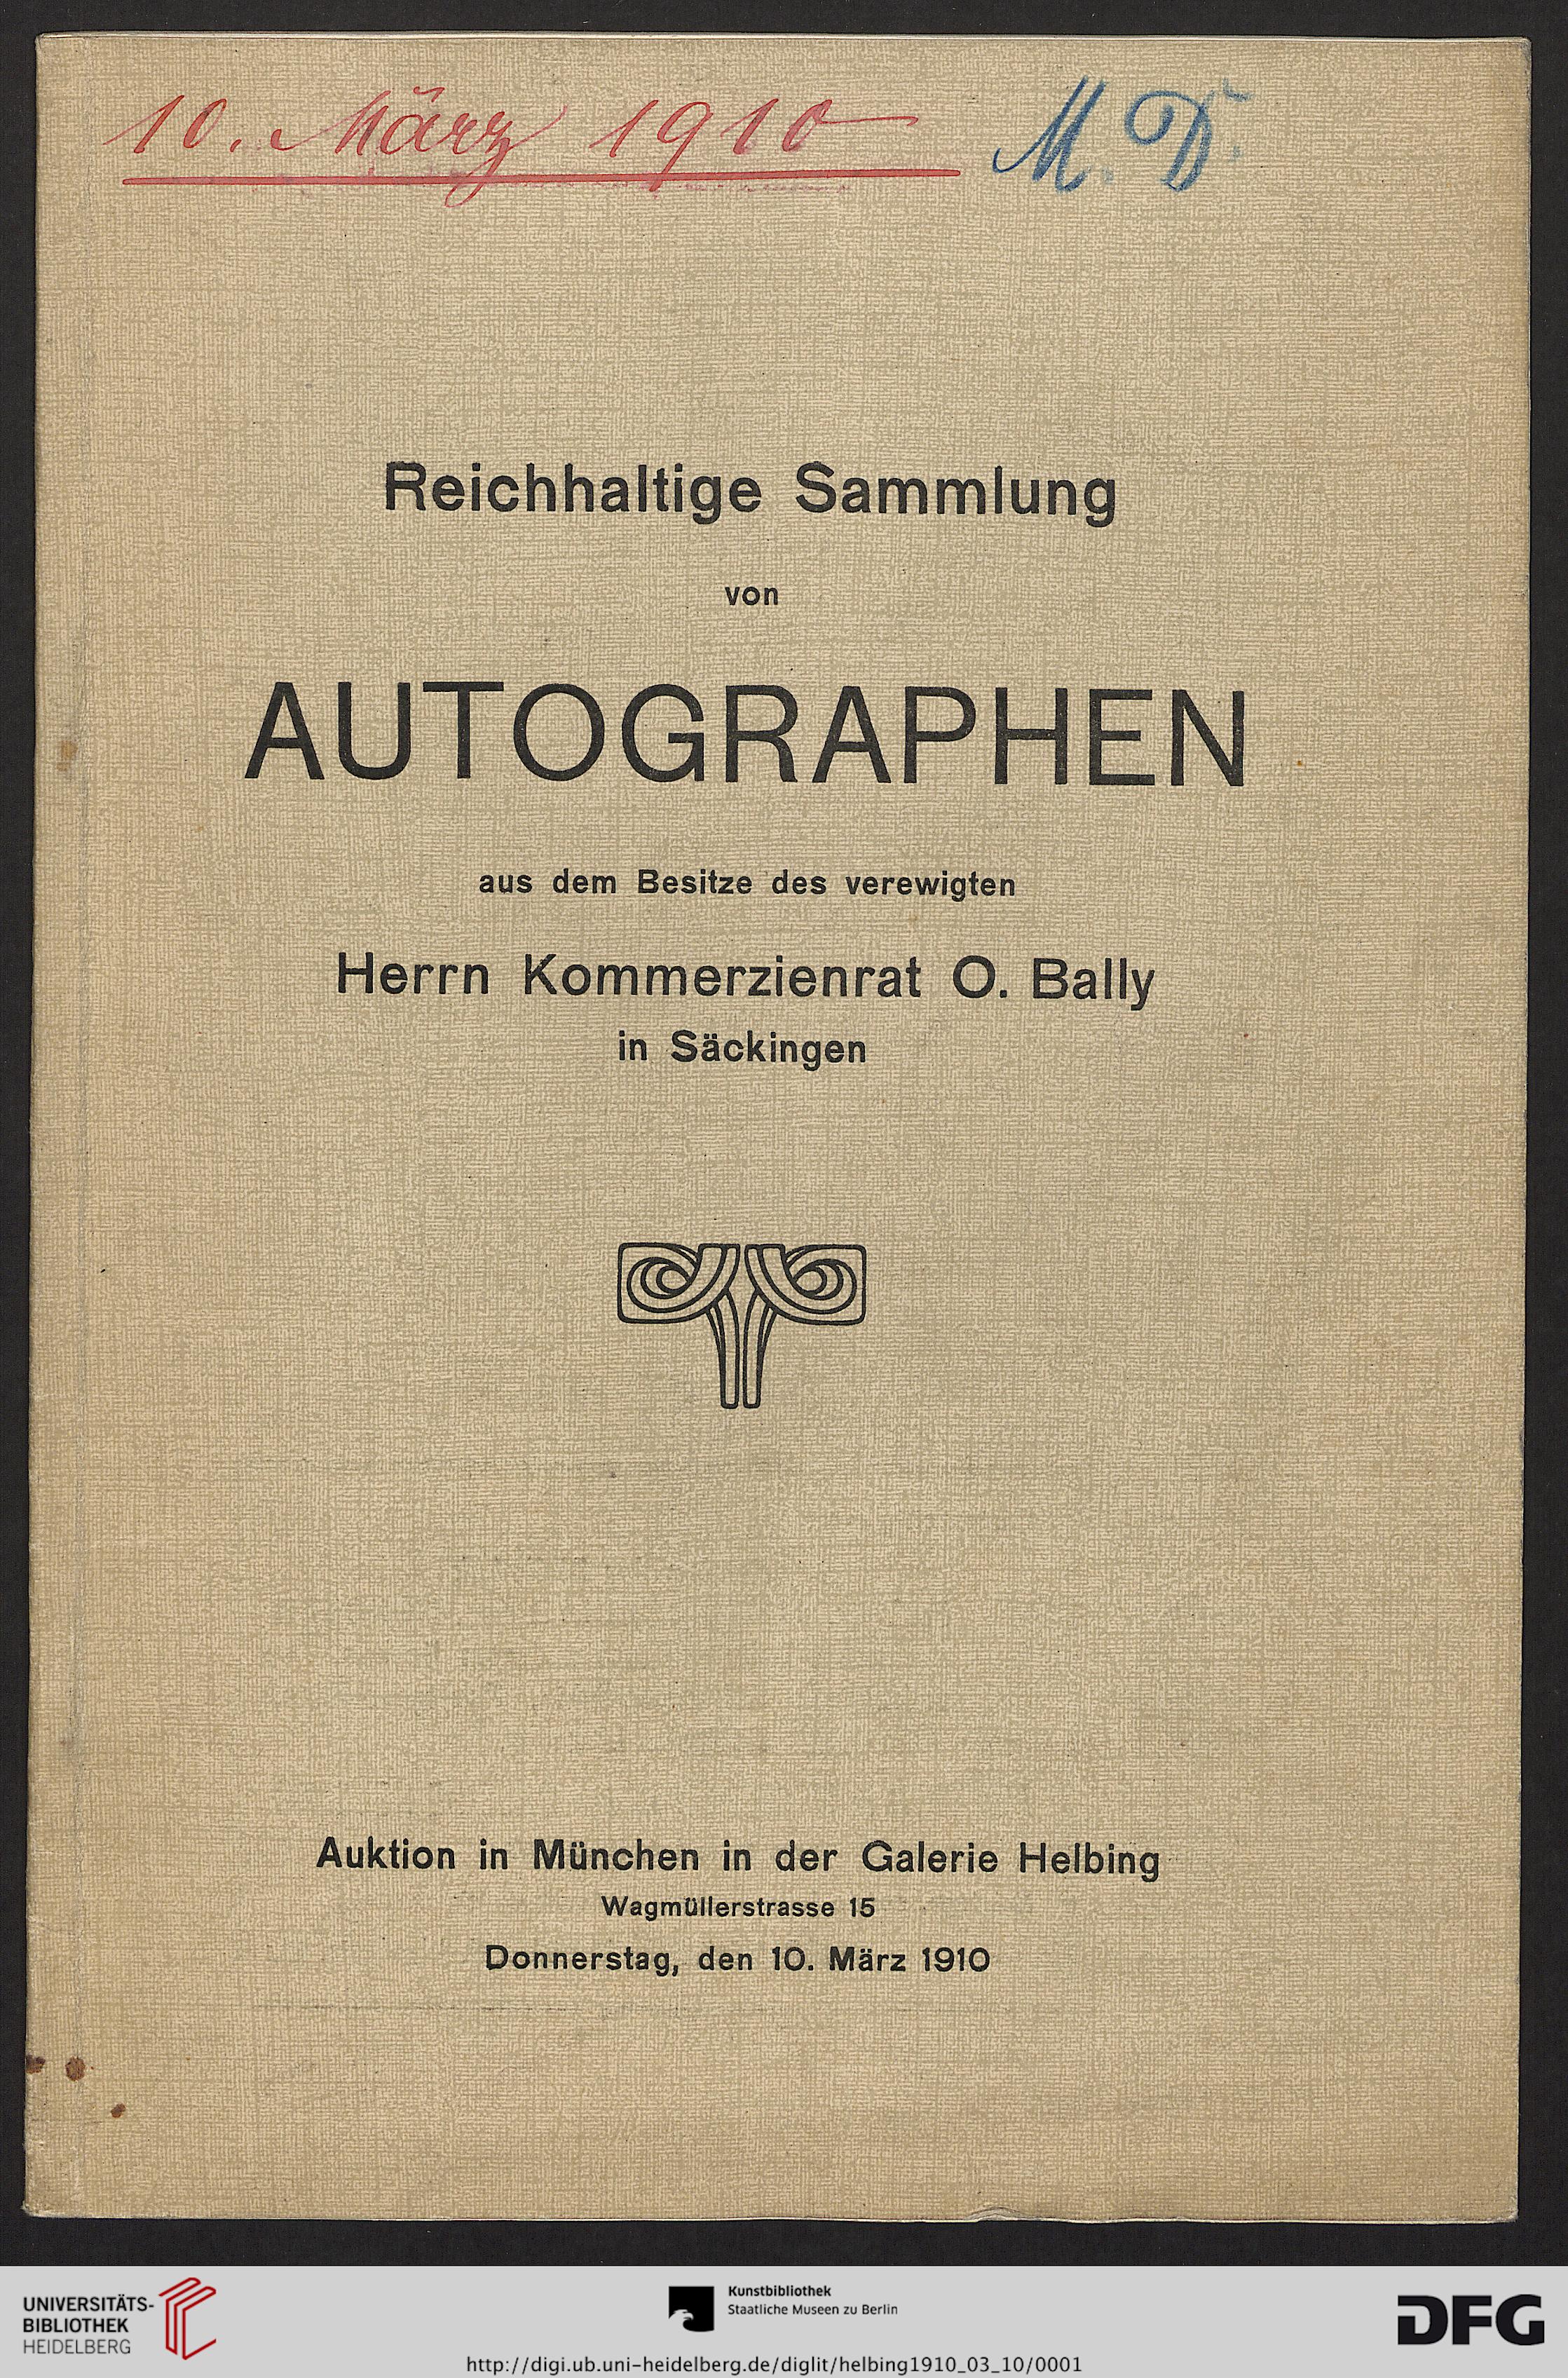 10. März 1910 M. D.
Reichhaltige Sammlung
von
AUTOGRAPHEN
aus dem Besitze des verewigten
Herrn Kommerzienrat O. Bally
in Säckingen
Auktion in München in der Galerie Helbing
Wagmüllerstrasse 15
Donnerstag, den 10. März 1910
UNIVERSITÄTS-
BIBLIOTHEK
HEIDELBERG
Kunstbibliothek
Staatliche Museen zu Berlin
DFG
http://digi.ub.uni-heidelberg.de/diglit/helbing1910_03_10/0001